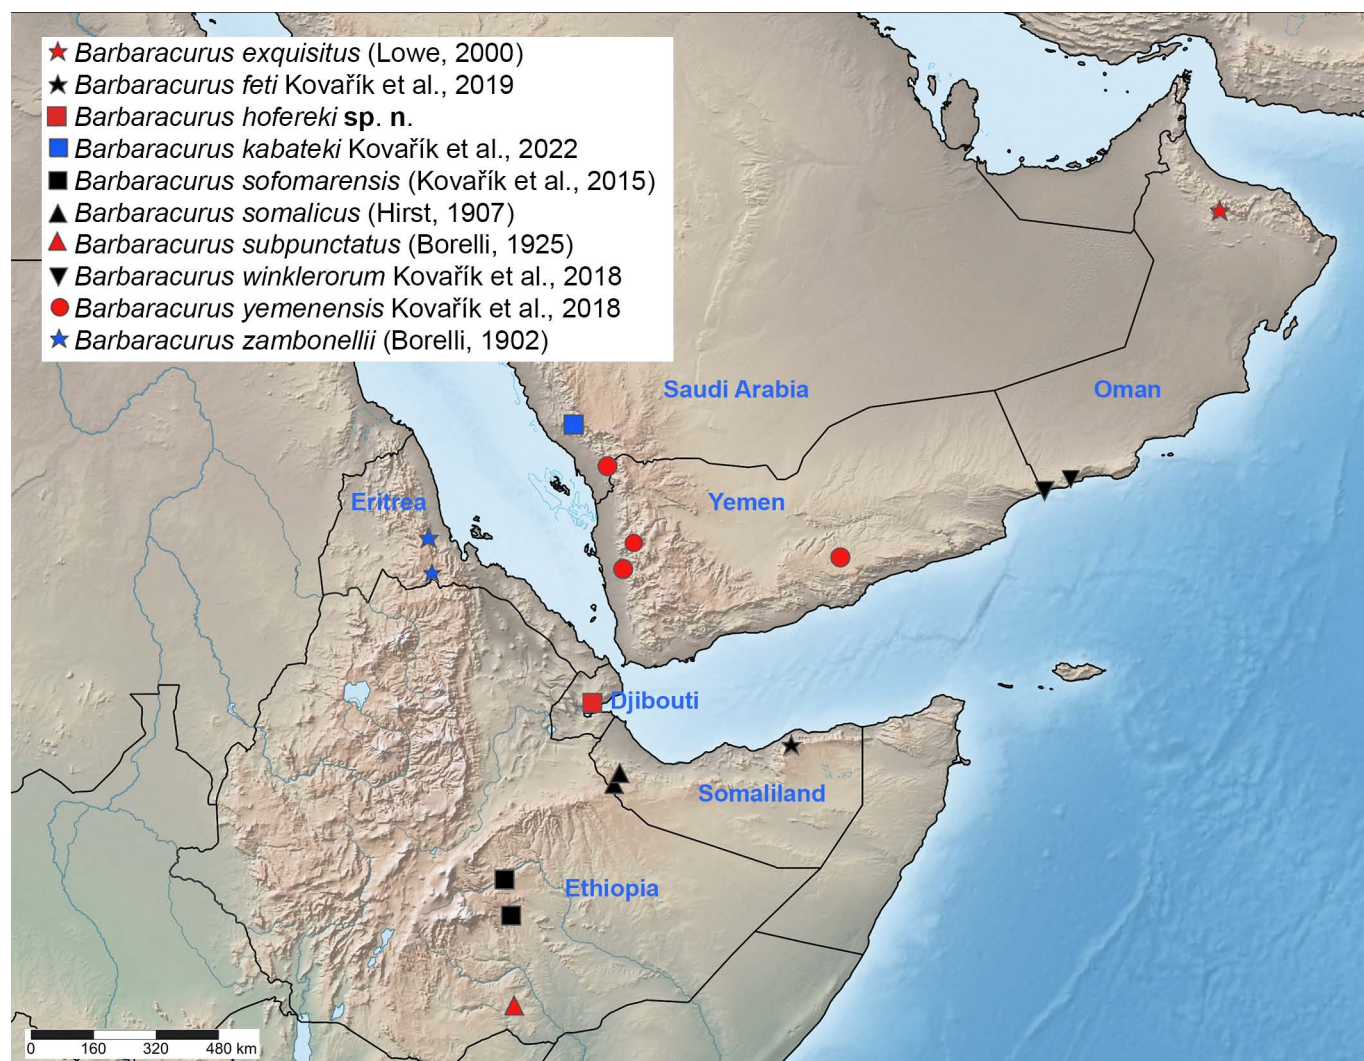 Barbaracurus exquisitus (Lowe, 2000)
Barbaracurus feti Kovařík et al., 2019
Barbaracurus hofereki sp. n.
Barbaracurus kabateki Kovařík et al., 2022
Barbaracurus sofomarensis (Kovařík et al., 2015)
Barbaracurus somalicus (Hirst, 1907)
Barbaracurus subpunctatus (Borelli, 1925)
Barbaracurus winklerorum Kovařík et al., 2018
Barbaracurus yemenensis Kovařík et al., 2018
Barbaracurus zambonellii (Borelli, 1902)
Saudi Arabia
Oman
Eritrea
Yemen
Djibouti
Somaliland
Ethiopia
0 160 320 480 km